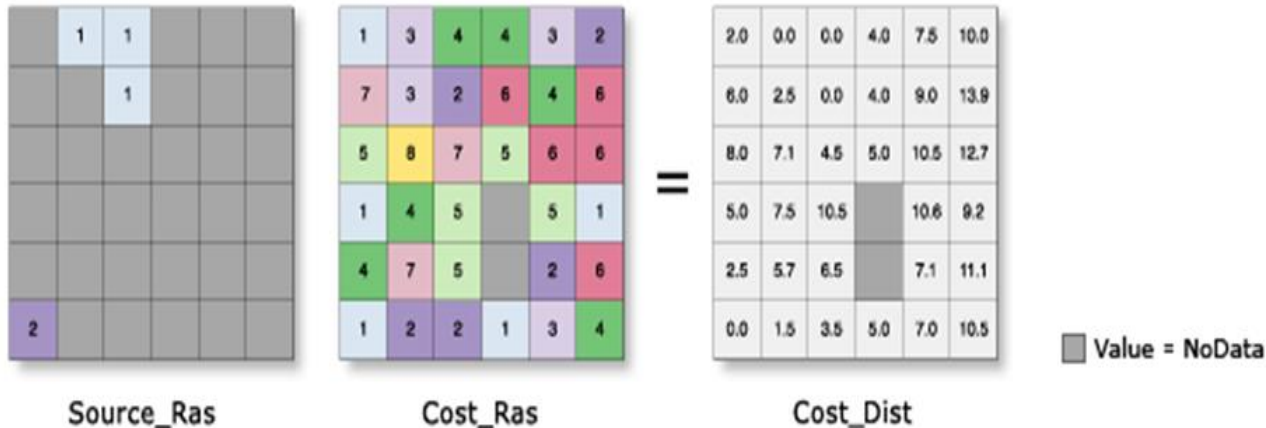 1 1 1 3 4 4 3 2 2.0 0.0 0.0 4.0 7.5 10.0
1 7 3 2 6 4 6 6.0 2.5 0.0 4.0 9.0 13.9
5 8 7 5 6 6 = 8.0 7.1 4.5 5.0 10.5 12.7
1 4 5 5 1 5.0 7.5 10.5 10.6 9.2
4 7 5 2 6 2.5 5.7 6.5 7.1 11.1
2 1 2 2 1 3 4 0.0 1.5 3.5 5.0 7.0 10.5
Value = NoData
Source_Ras Cost_Ras Cost_Dist